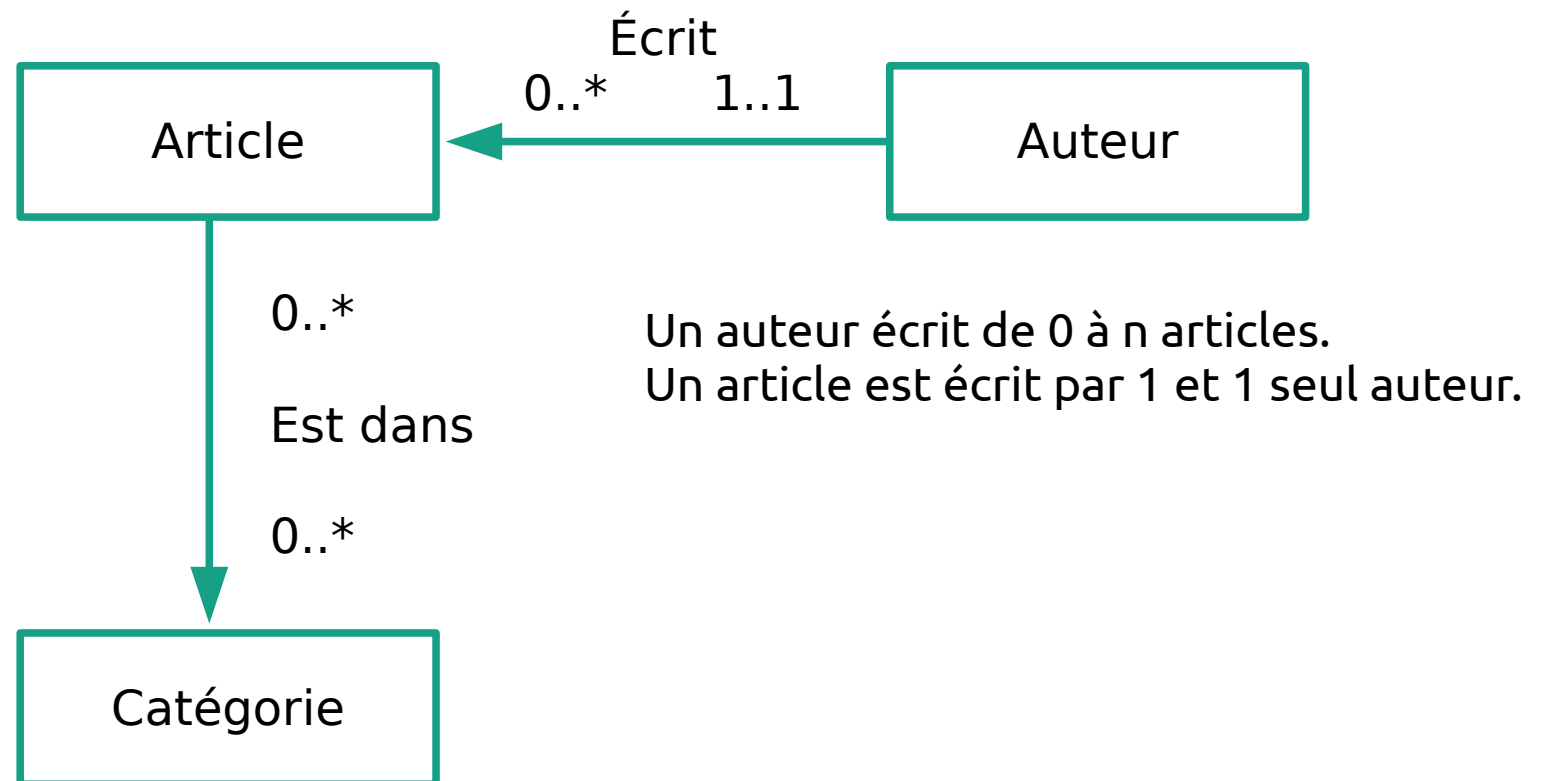 Écrit
0..* 1..1
Article
Auteur
0..*
Est dans
0..*
Un auteur écrit de 0 à n articles.
Un article est écrit par 1 et 1 seul auteur.
Catégorie